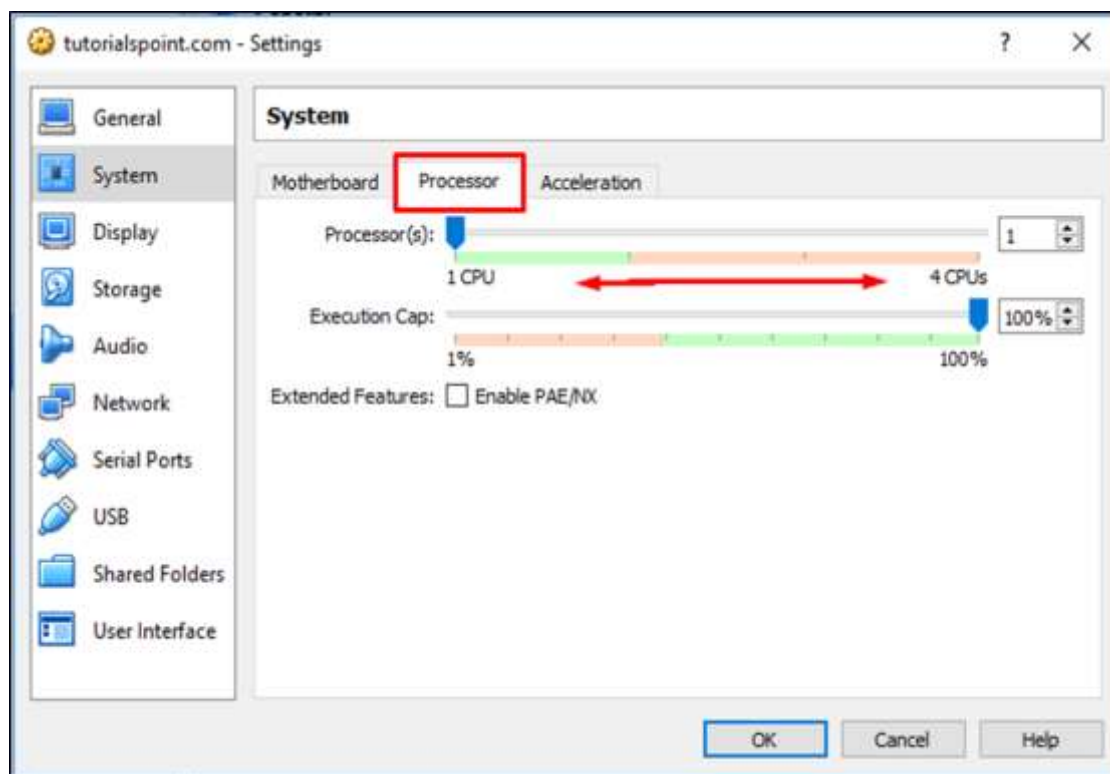 tutorialspoint.com - Settings
?
General
System
Display
Storage
Audio
Network
Serial Ports
USB
Shared Folders
User Interface
System
Motherboard
Processor
Acceleration
Processor(s):
1
1 CPU
4 CPUs
Execution Cap:
100%
1%
100%
Extended Features:
Enable PAE/NX
OK
Cancel
Help